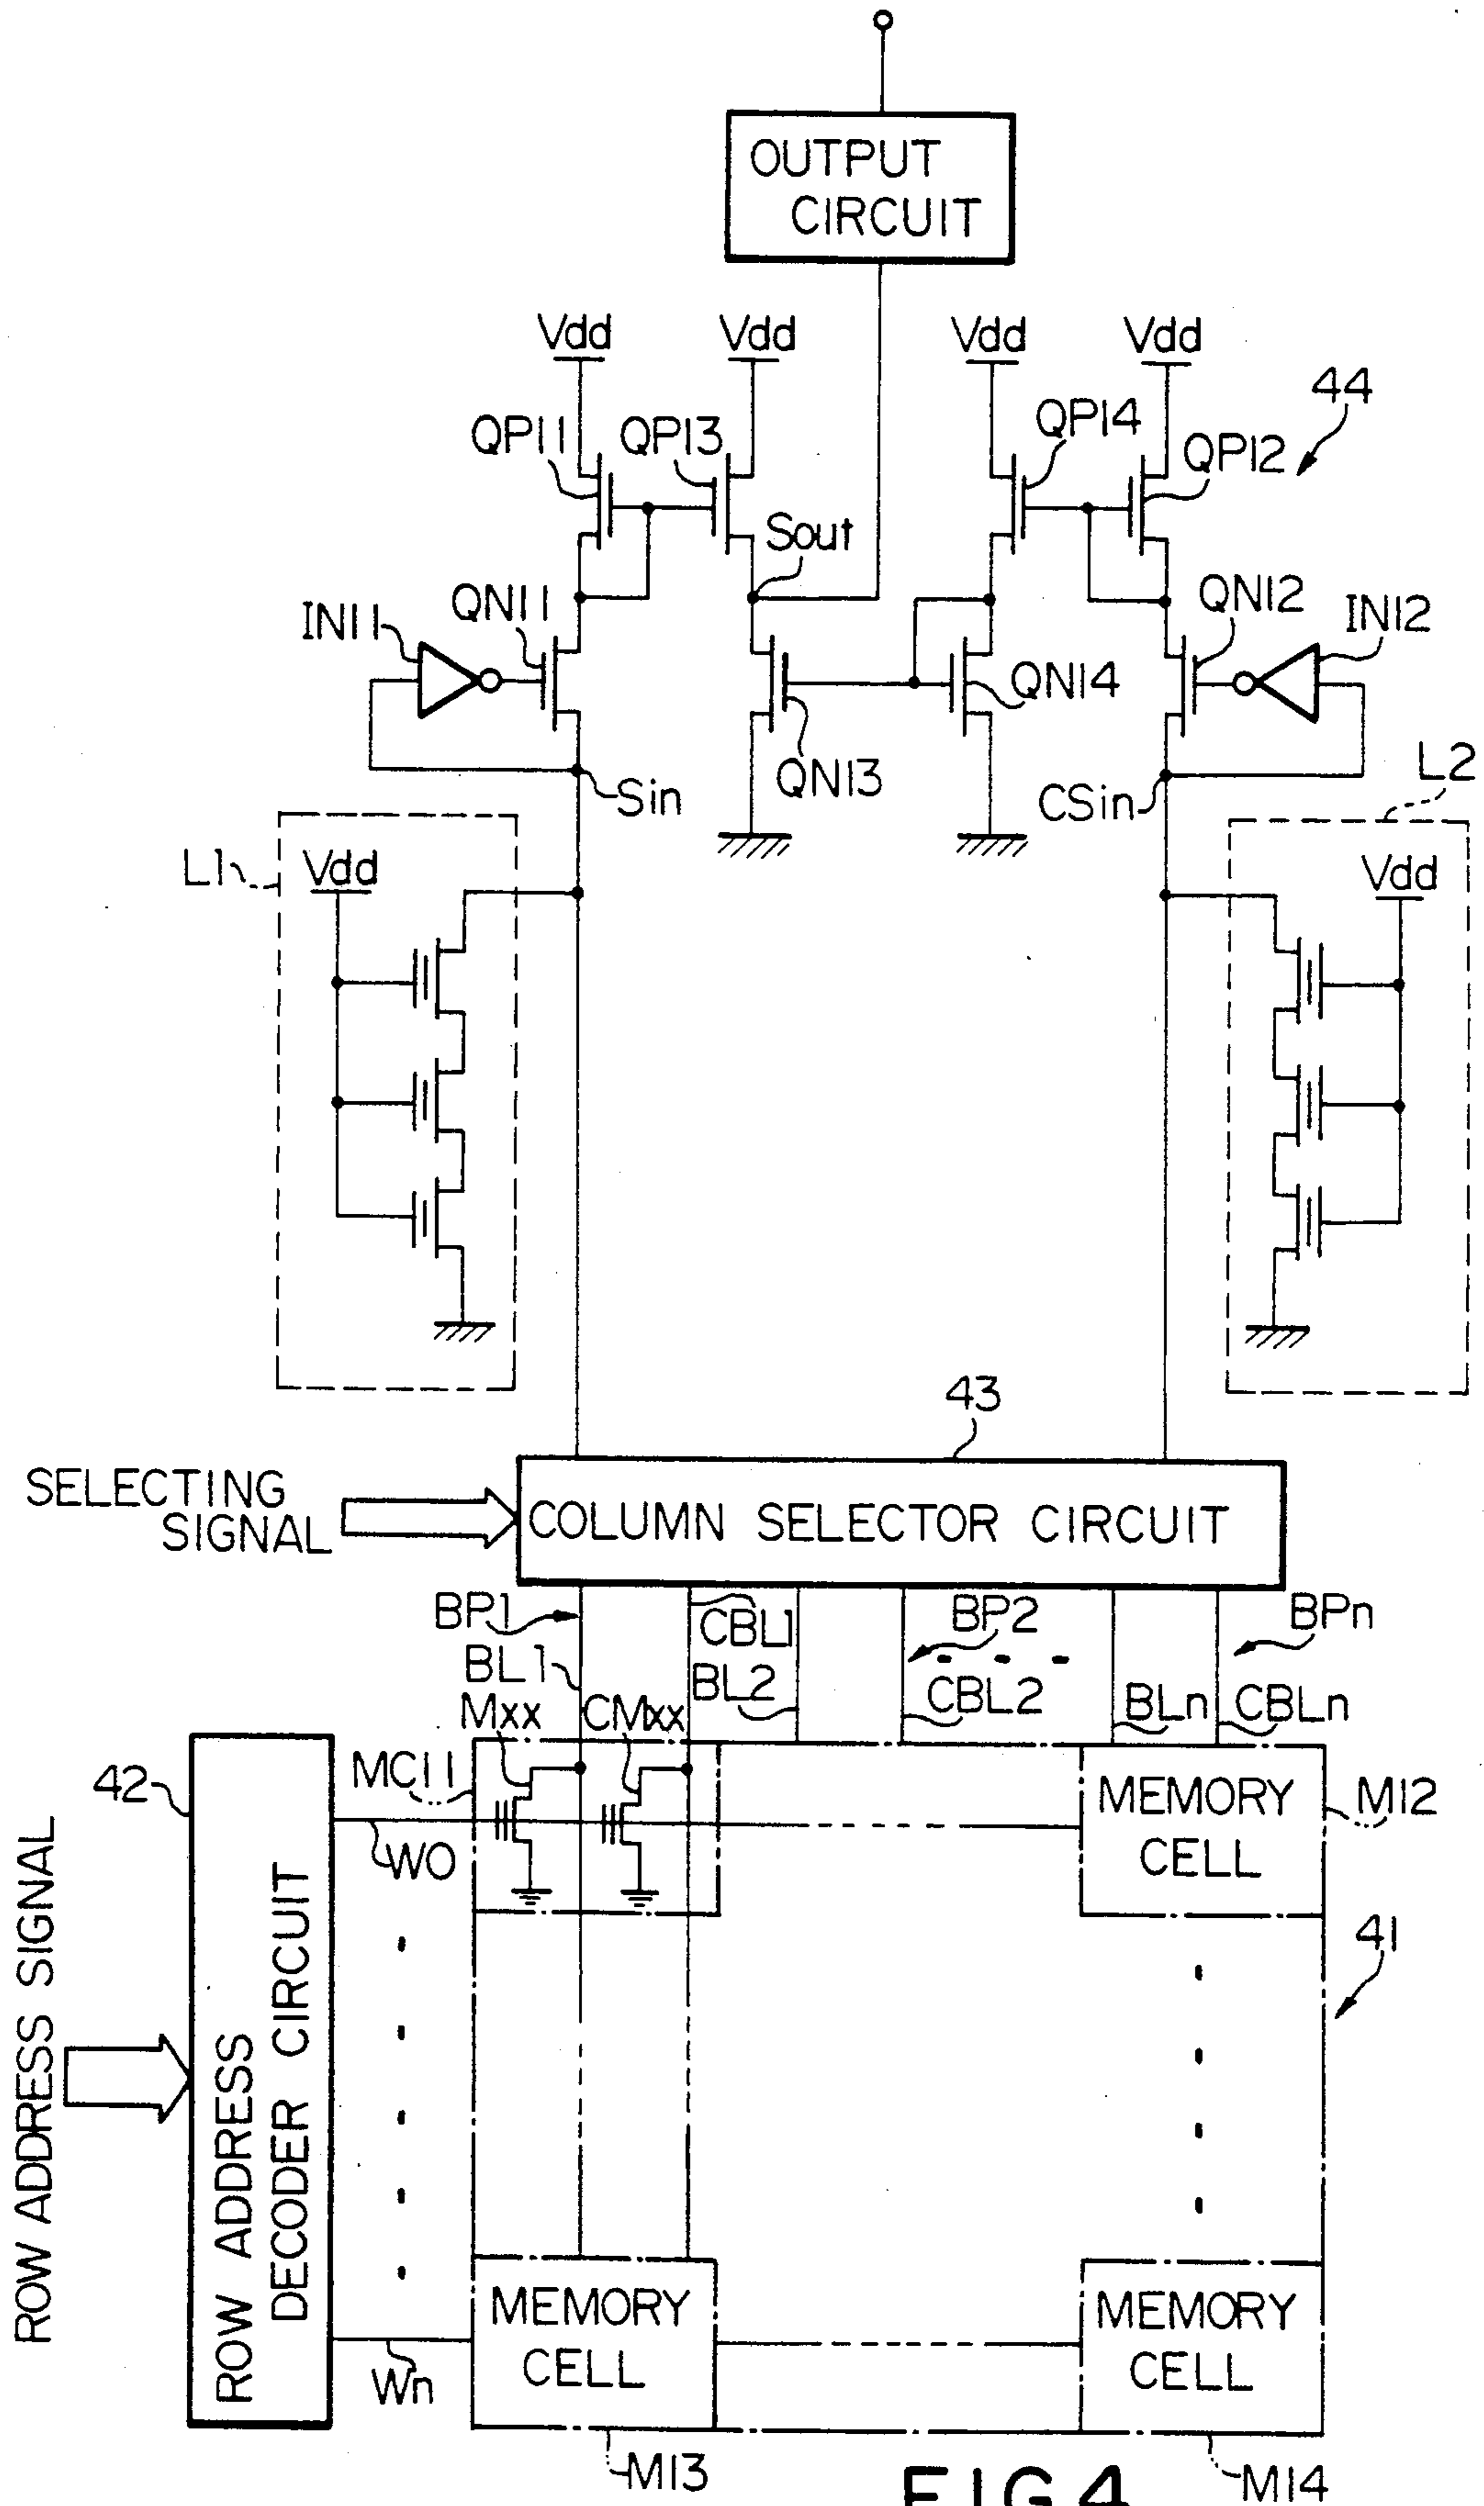 OUTPUT
CIRCUIT
Vdd
Vdd
Vdd
Vdd
44
QP11
QP13
QP14
QP12
Sout
IN11
QN11
QN12
IN12
QN14
QN13
Sin
CSin
L2
L1
Vdd
Vdd
43
SELECTING
SIGNAL
COLUMN SELECTOR CIRCUIT
BP1
CBL1
BP2
BPn
BL1
BL2
CBL2
BLn
CBLn
Mxx
CMxx
42
MC11
MEMORY
CELL
M12
W0
41
ROW ADDRESS SIGNAL
ROW ADDRESS
DECODER CIRCUIT
MEMORY
CELL
MEMORY
CELL
Wn
M13
M14
FIG.4